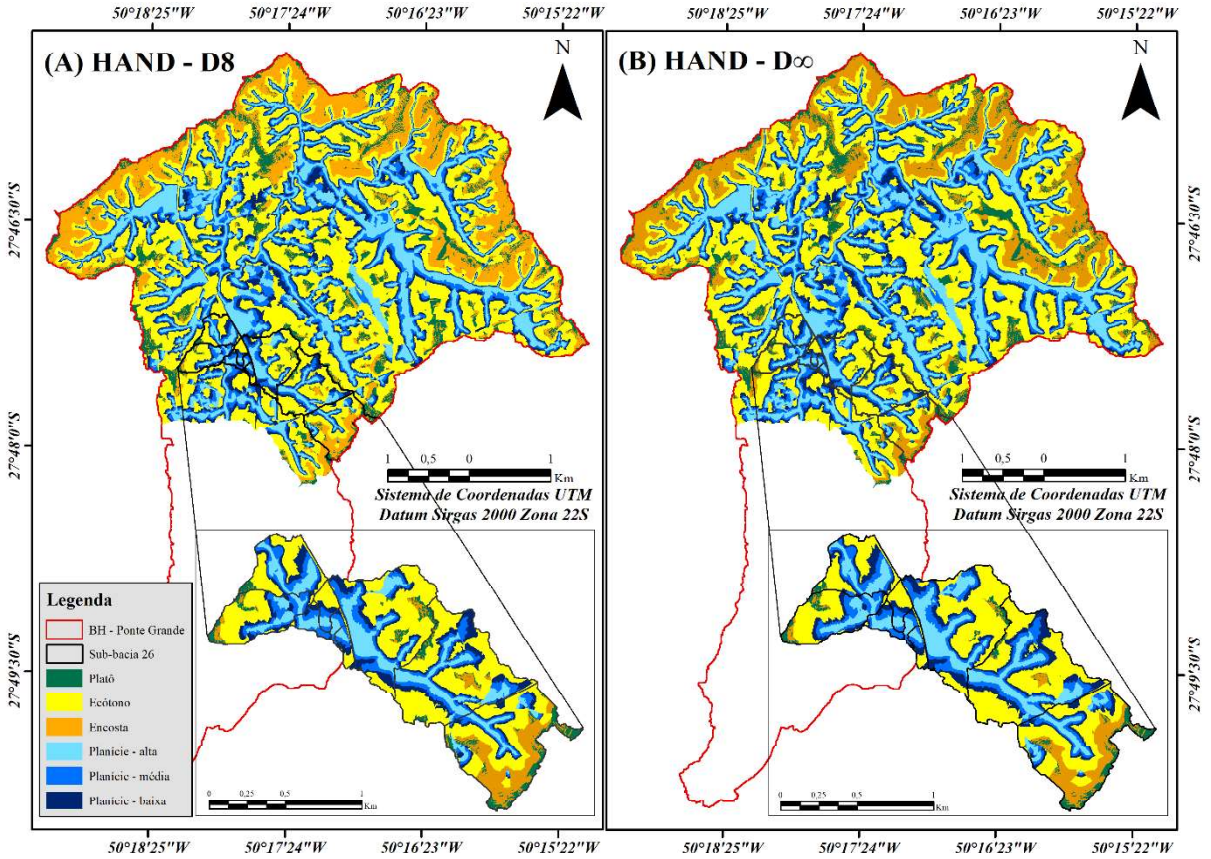 50°18'25"W 50°17'24"W 50°16'23"W 50°15'22"W 50°18'25"W 50°17'24"W 50°16'23"W 50°15'22"W
(A) HAND - D8
N
(B) HAND - D∞
N
27°46'30"S
27°46'30"S
27°48'0"S
27°48'0"S
27°49'30"S
27°49'30"S
1 0,5 0 1
Km
Sistema de Coordenadas UTM
Datum Sirgas 2000 Zona 22S
1 0,5 0 1
Km
Sistema de Coordenadas UTM
Datum Sirgas 2000 Zona 22S
Legenda
BH - Ponte Grande
Sub-bacia 26
Platô
Ecótono
Encosta
Planície - alta
Planície - média
Planície - baixa
0 0,25 0,5 1
Km
0 0,25 0,5 1
Km
50°18'25"W 50°17'24"W 50°16'23"W 50°15'22"W 50°18'25"W 50°17'24"W 50°16'23"W 50°15'22"W